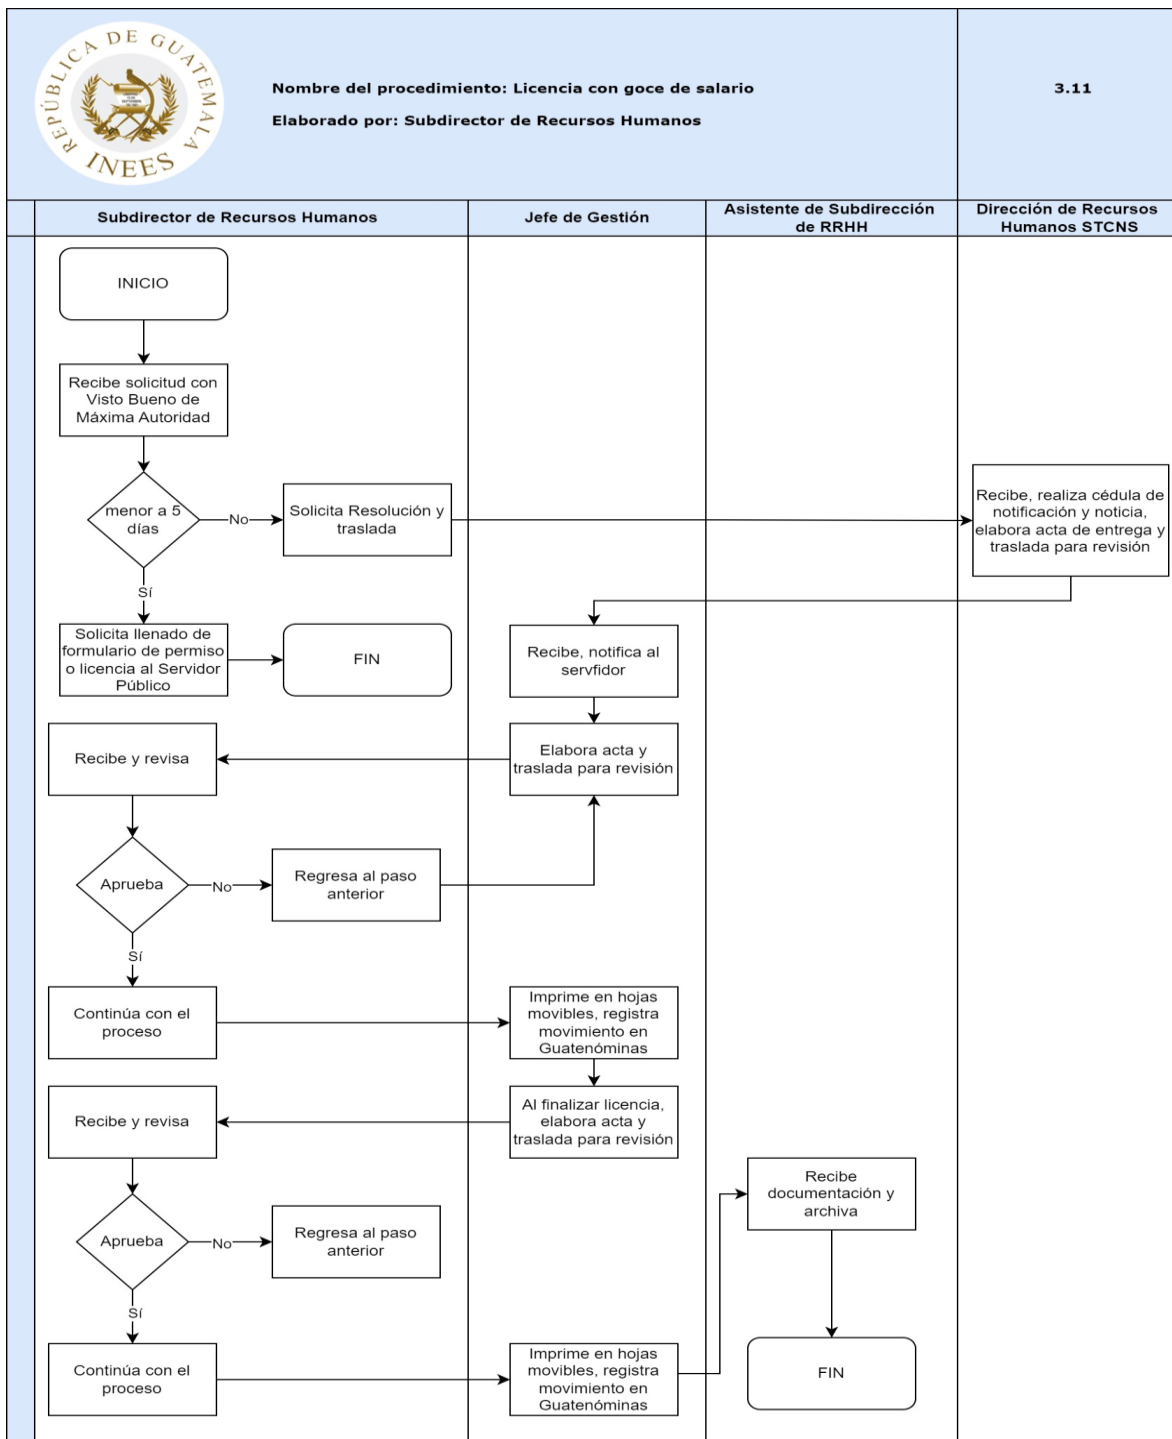 REPÚBLICA DE GUATEMALA
INEES
Nombre del procedimiento: Licencia con goce de salario
Elaborado por: Subdirector de Recursos Humanos
3.11
Subdirector de Recursos Humanos
Jefe de Gestión
Asistente de Subdirección
de RRHH
Dirección de Recursos
Humanos STCNS
INICIO
Recibe solicitud con
Visto Bueno de
Máxima Autoridad
menor a 5
días
No
Solicita Resolución y
traslada
Recibe, realiza cédula de
notificación y noticia,
elabora acta de entrega y
traslada para revisión
Sí
Solicita llenado de
formulario de permiso
o licencia al Servidor
Público
FIN
Recibe, notifica al
servfidor
Elabora acta y
traslada para revisión
Recibe y revisa
Aprueba
No
Regresa al paso
anterior
Sí
Continúa con el
proceso
Imprime en hojas
movibles, registra
movimiento en
Guatenóminas
Al finalizar licencia,
elabora acta y
traslada para revisión
Recibe y revisa
Aprueba
No
Regresa al paso
anterior
Sí
Continúa con el
proceso
Imprime en hojas
movibles, registra
movimiento en
Guatenóminas
Recibe
documentación y
archiva
FIN